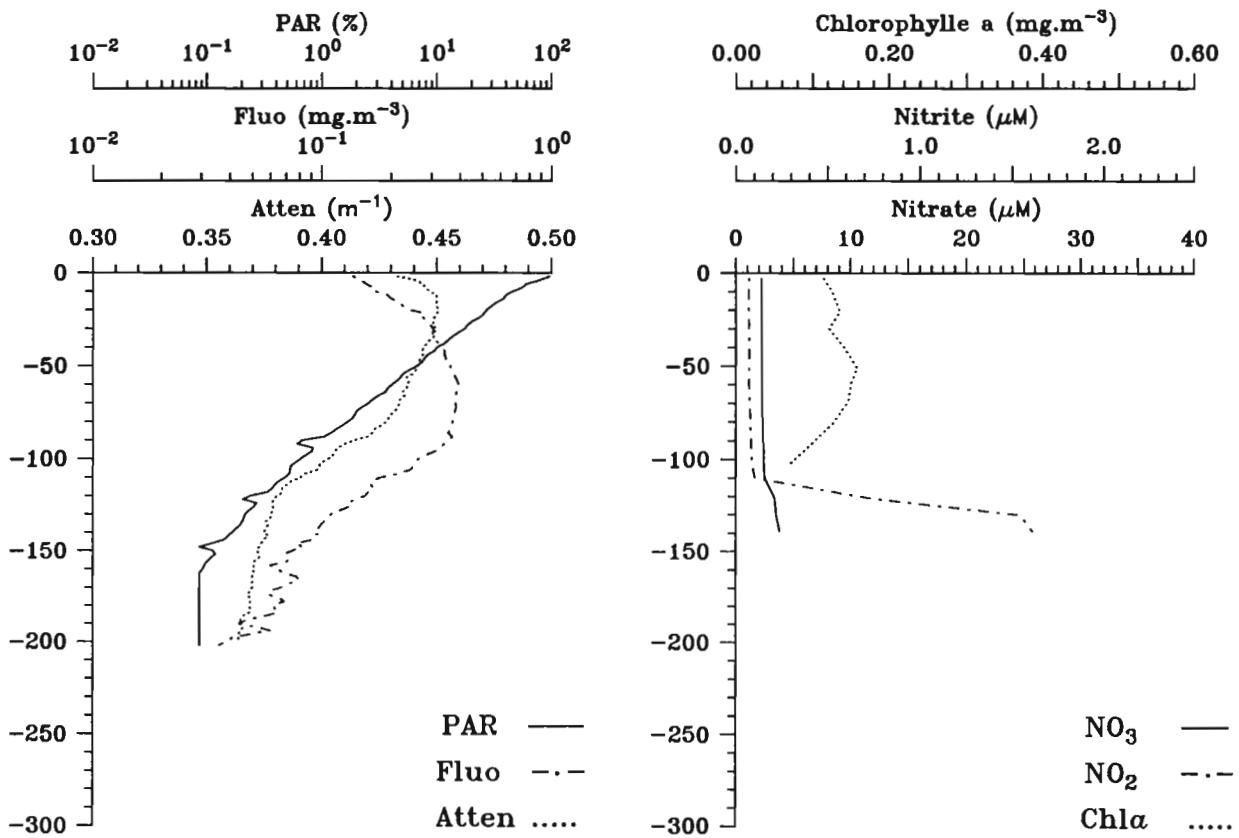 PAR (%)
10⁻² 10⁻¹ 10⁰ 10¹ 10²
Fluo (mg.m⁻³)
10⁻² 10⁻¹ 10⁰
Atten (m⁻¹)
0.30 0.35 0.40 0.45 0.50
0
-50
-100
-150
-200
-250
-300
PAR
Fluo
Atten
Chlorophylle a (mg.m⁻³)
0.00 0.20 0.40 0.60
Nitrite (μM)
0.0 1.0 2.0
Nitrate (μM)
0 10 20 30 40
0
-50
-100
-150
-200
-250
-300
NO₃
NO₂
Chla